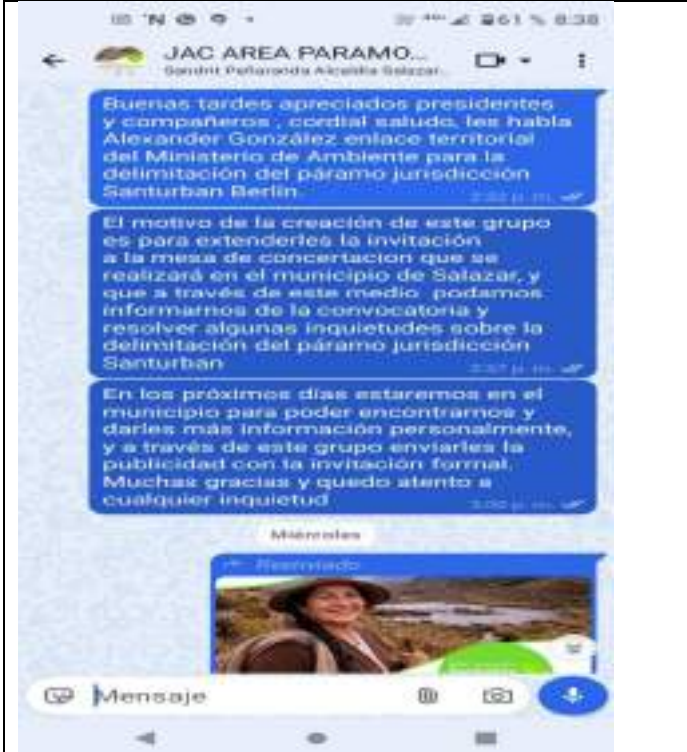 61 % 8:38
JAC AREA PARAMO...
Sandrit Peñaranda Alcaldia Salazar...
Buenas tardes apreciados presidentes
y compañeros , cordial saludo, les habla
Alexander González enlace territorial
del Ministerio de Ambiente para la
delimitación del páramo jurisdicción
Santurban Berlin
El motivo de la creación de este grupo
es para extenderles la invitación
a la mesa de concertacion que se
realizará en el municipio de Salazar, y
que a través de este medio podamos
informarnos de la convocatoria y
resolver algunas inquietudes sobre la
delimitación del páramo jurisdicción
Santurban
En los próximos días estaremos en el
municipio para poder encontrarnos y
darles más información personalmente,
y a través de este grupo enviarles la
publicidad con la invitación formal.
Muchas gracias y quedo atento a
cualquier inquietud
Miércoles
Reenviado
Mensaje